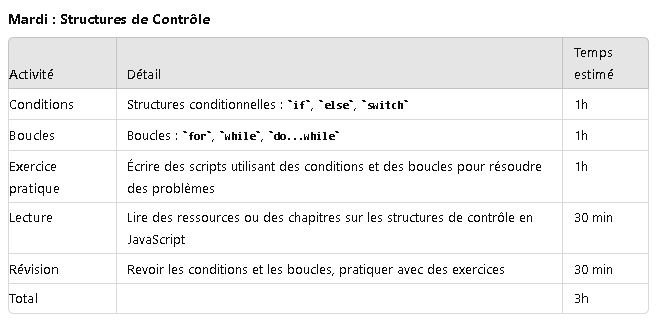 Mardi : Structures de Contrôle
Activité Détail Temps estimé
Conditions Structures conditionnelles : `if`, `else`, `switch` 1h
Boucles Boucles : `for`, `while`, `do...while` 1h
Exercice pratique Écrire des scripts utilisant des conditions et des boucles pour résoudre des problèmes 1h
Lecture Lire des ressources ou des chapitres sur les structures de contrôle en JavaScript 30 min
Révision Revoir les conditions et les boucles, pratiquer avec des exercices 30 min
Total 3h